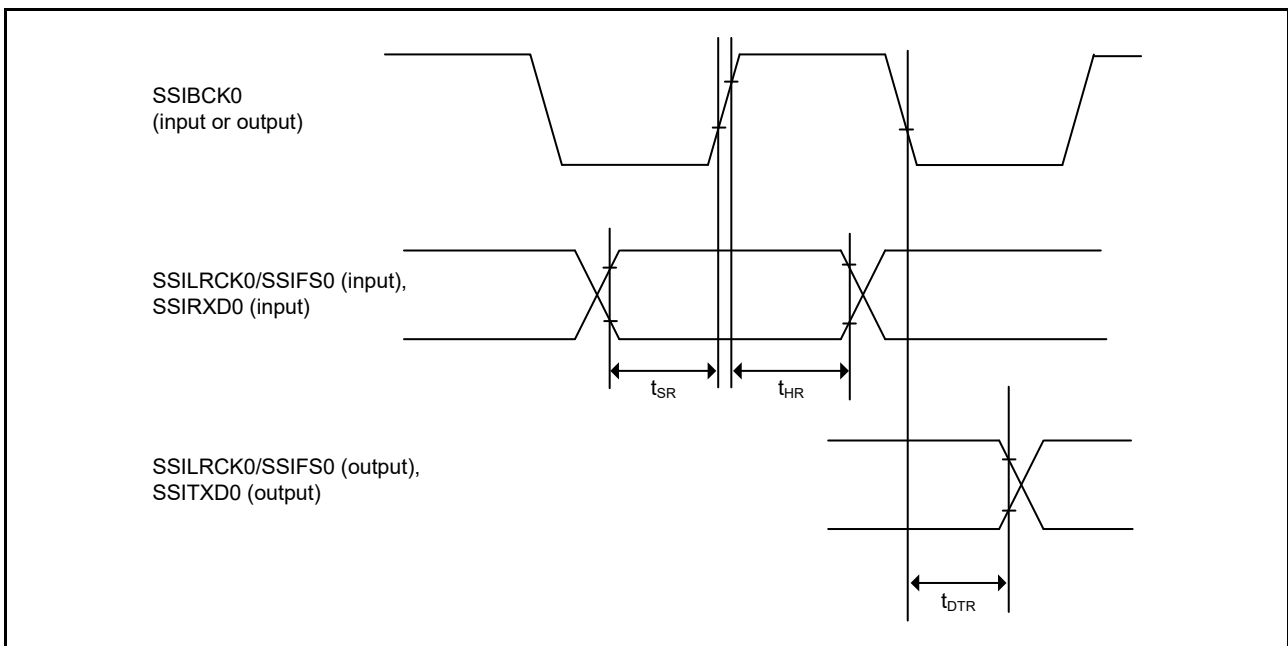 SSIBCK0
(input or output)
SSILRCK0/SSIFS0 (input),
SSIRXD0 (input)
tSR
tHR
SSILRCK0/SSIFS0 (output),
SSITXD0 (output)
tDTR